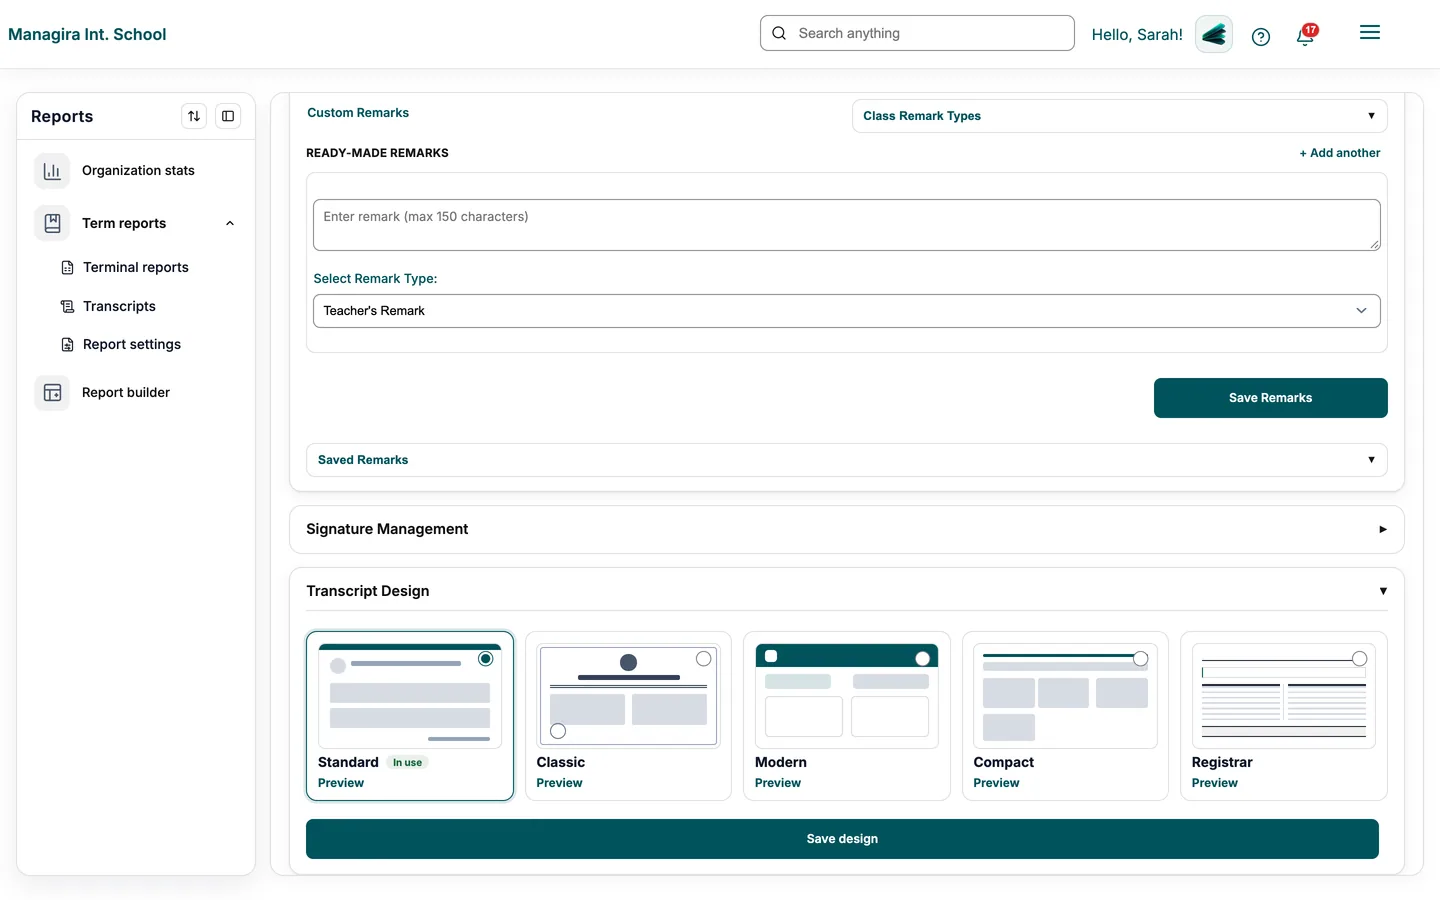 Managira Int. School
Search anything
Hello, Sarah!
17
Reports
Organization stats
Term reports
Terminal reports
Transcripts
Report settings
Report builder
Custom Remarks
Class Remark Types
READY-MADE REMARKS
+ Add another
Enter remark (max 150 characters)
Select Remark Type:
Teacher's Remark
Save Remarks
Saved Remarks
Signature Management
Transcript Design
Standard In use
Preview
Classic
Preview
Modern
Preview
Compact
Preview
Registrar
Preview
Save design